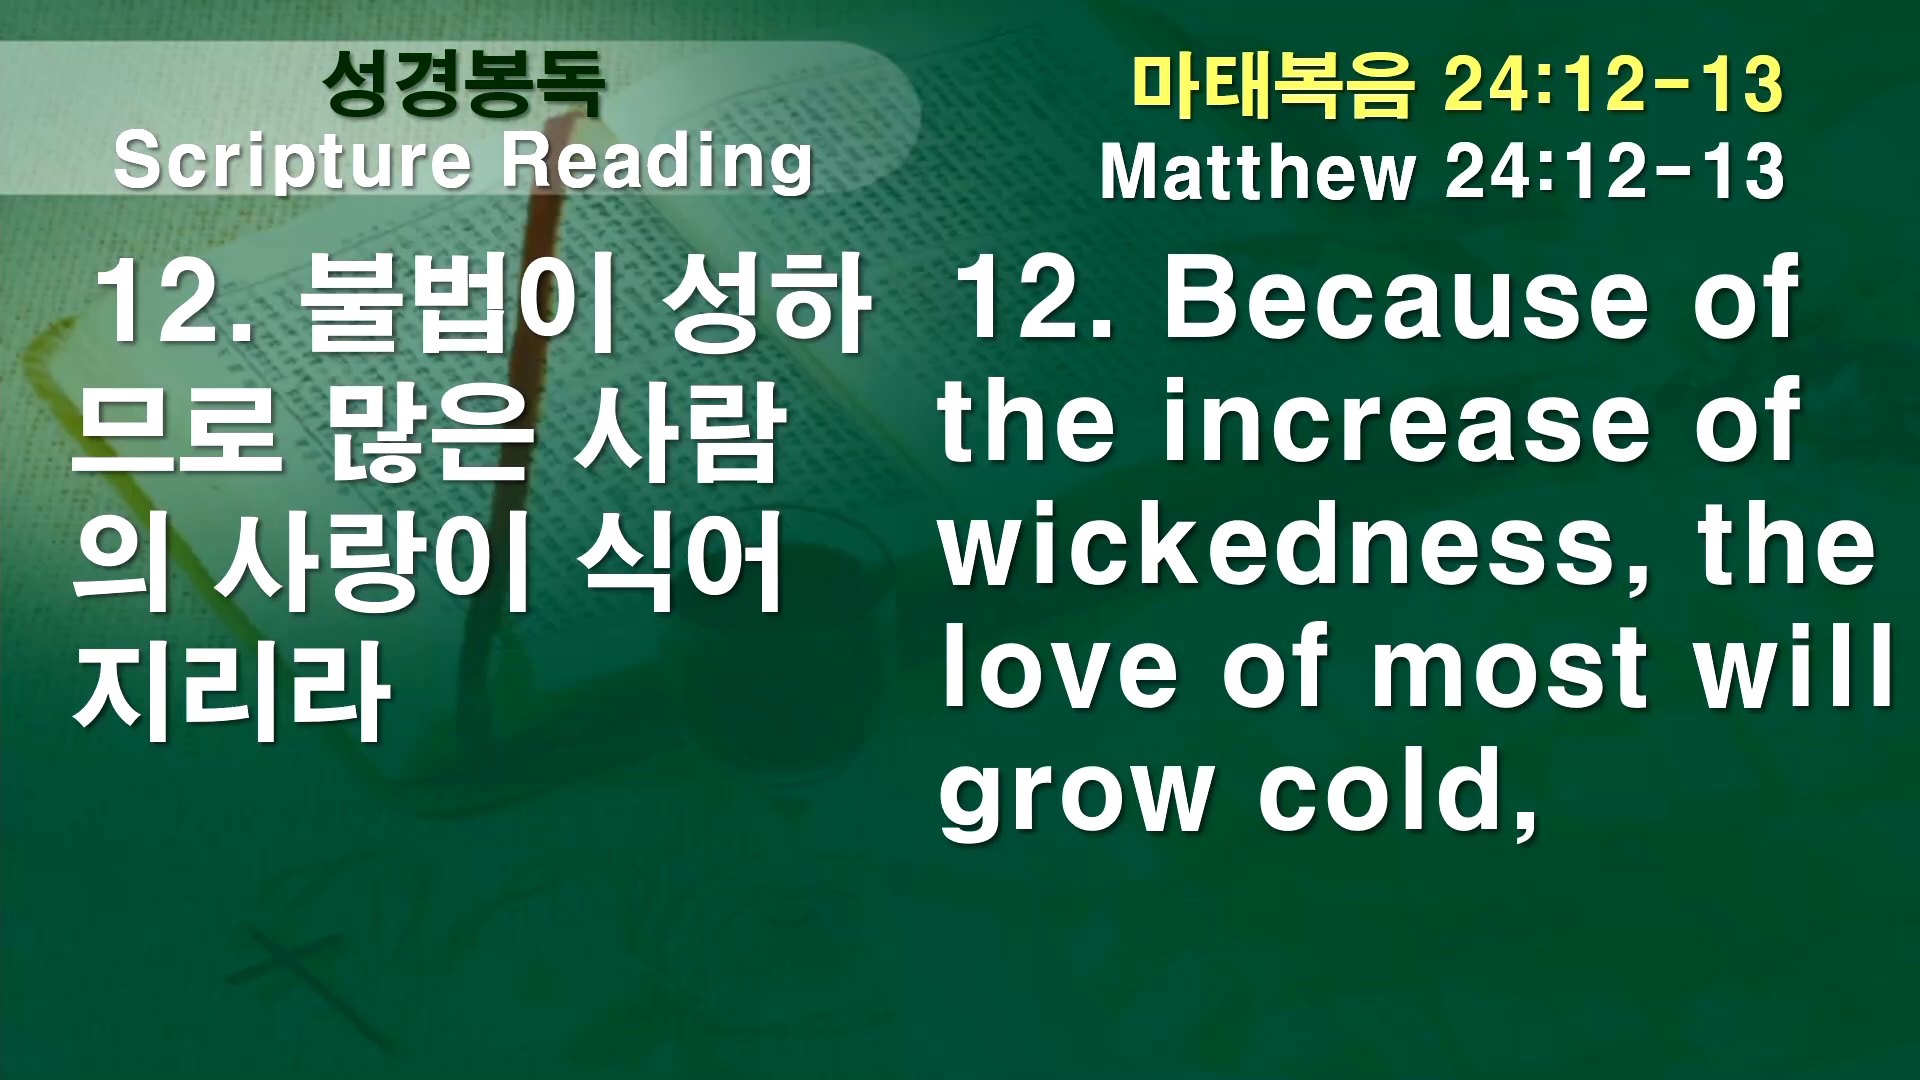 성경봉독
Scripture Reading
마태복음 24:12-13
Matthew 24:12-13
12. 불법이 성하
므로 많은 사람
의 사랑이 식어
지리라
12. Because of
the increase of
wickedness, the
love of most will
grow cold,